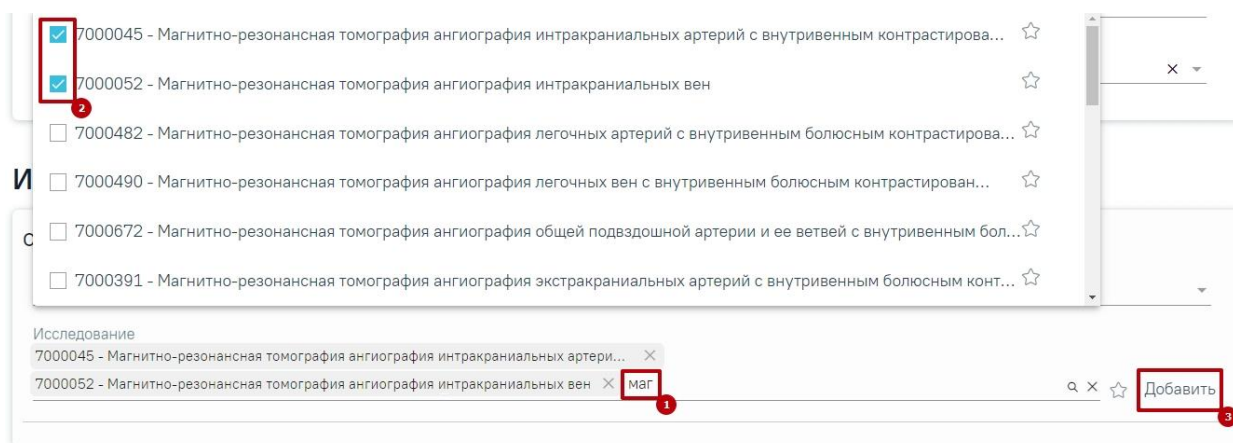 7000045 - Магнитно-резонансная томография ангиография интракраниальных артерий с внутривенным контрастирова...
7000052 - Магнитно-резонансная томография ангиография интракраниальных вен
2
7000482 - Магнитно-резонансная томография ангиография легочных артерий с внутривенным болюсным контрастирова...
7000490 - Магнитно-резонансная томография ангиография легочных вен с внутривенным болюсным контрастирован...
7000672 - Магнитно-резонансная томография ангиография общей подвздошной артерии и ее ветвей с внутривенным бол...
7000391 - Магнитно-резонансная томография ангиография экстракраниальных артерий с внутривенным болюсным конт...
Исследование
7000045 - Магнитно-резонансная томография ангиография интракраниальных артери...
7000052 - Магнитно-резонансная томография ангиография интракраниальных вен маг Добавить
1 3